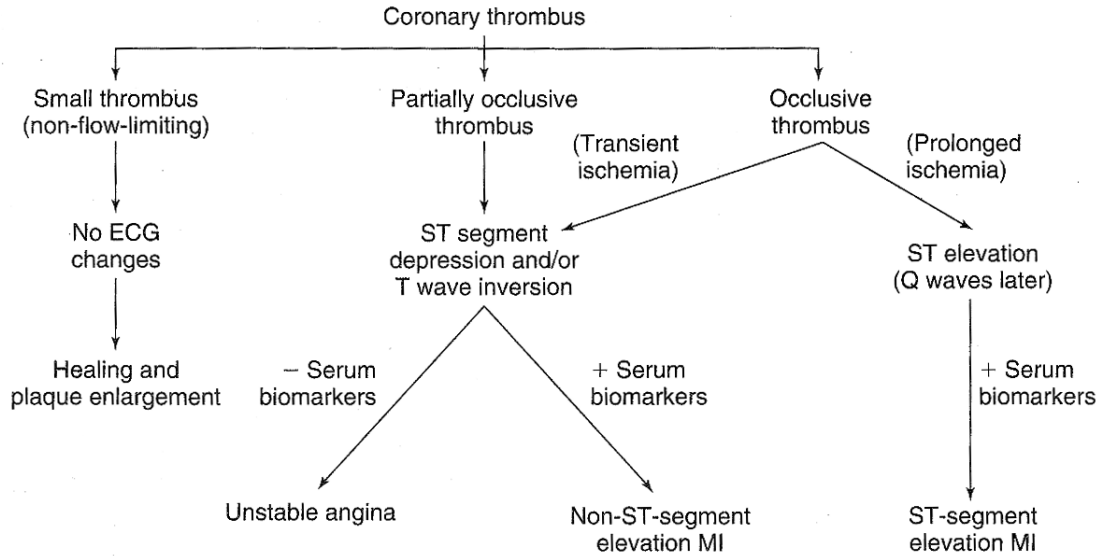 Coronary thrombus
Small thrombus
(non-flow-limiting)
Partially occlusive
thrombus
Occlusive
thrombus
(Transient
ischemia)
(Prolonged
ischemia)
No ECG
changes
ST segment
depression and/or
T wave inversion
ST elevation
(Q waves later)
Healing and
plaque enlargement
− Serum
biomarkers
+ Serum
biomarkers
+ Serum
biomarkers
Unstable angina
Non-ST-segment
elevation MI
ST-segment
elevation MI